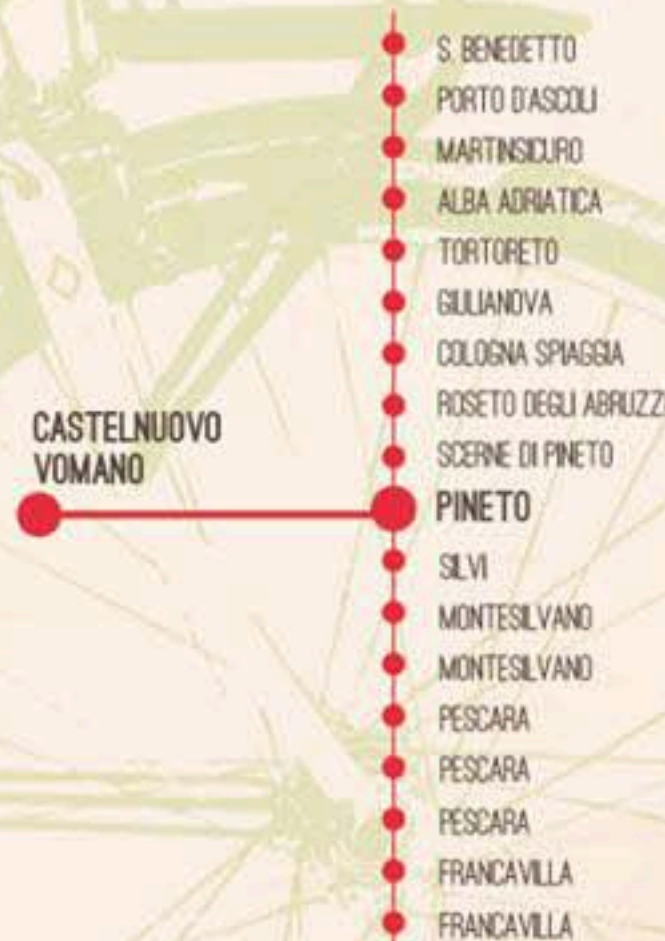 S. BENEDETTO
PORTO D'ASCOLI
MARTINSICURO
ALBA ADRIATICA
TORTORETO
GIULIANOVA
COLOGNA SPIAGGIA
ROSETO DEGLI ABRUZZI
CASTELNUOVO
VOMANO
SCERNE DI PINETO
PINETO
SILVI
MONTESILVANO
MONTESILVANO
PESCARA
PESCARA
PESCARA
FRANCAVILLA
FRANCAVILLA